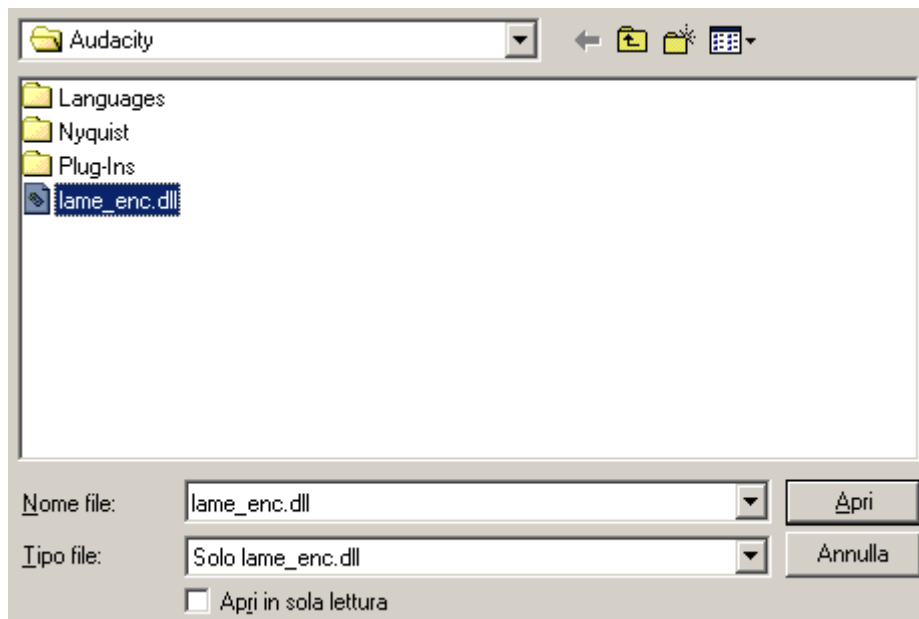 Audacity
Languages
Nyquist
Plug-Ins
lame_enc.dll
Nome file:
lame_enc.dll
Apri
Tipo file:
Solo lame_enc.dll
Annulla
Apri in sola lettura